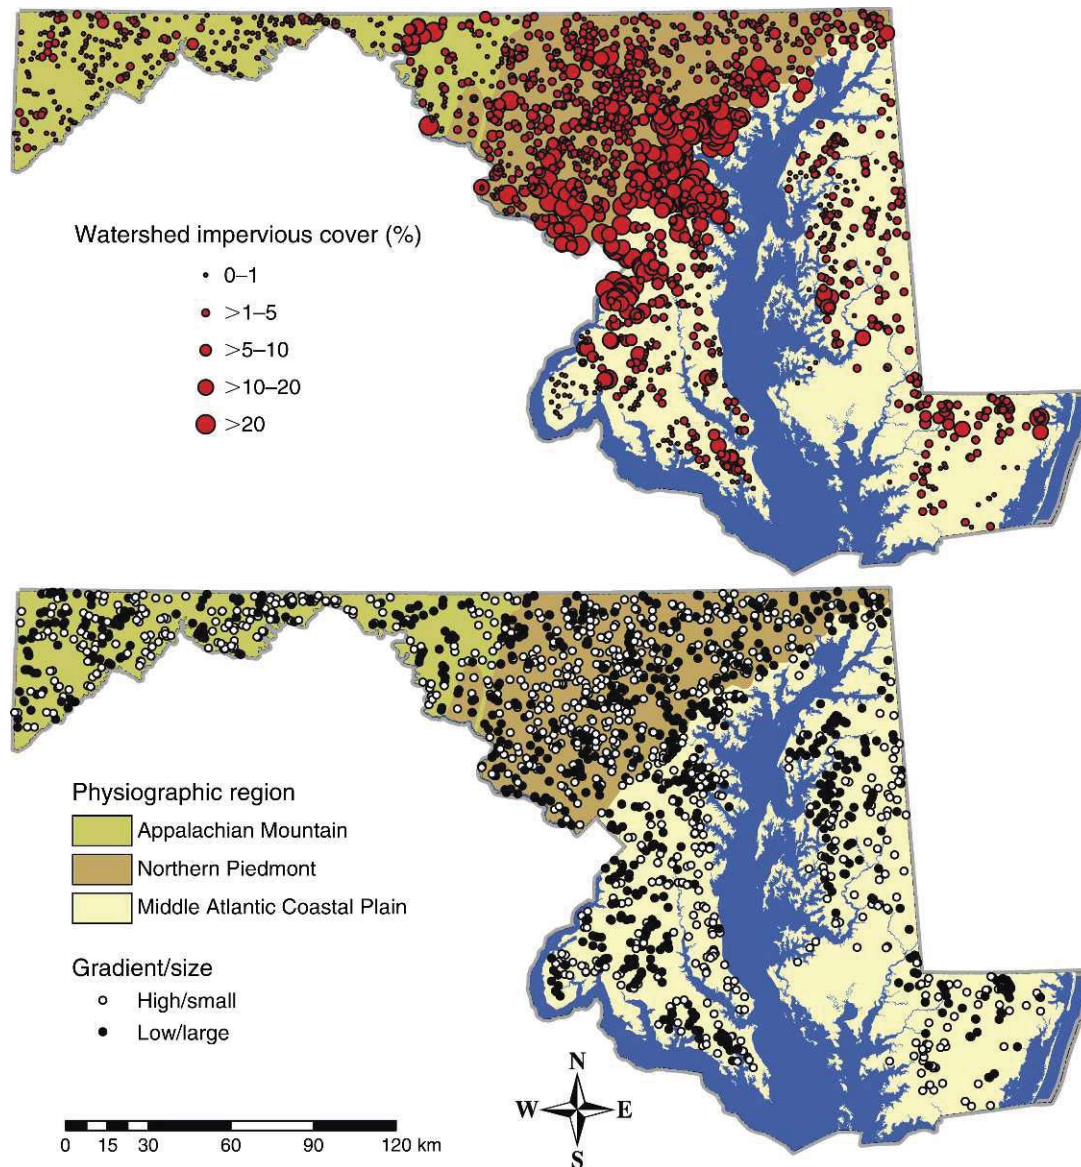 Watershed impervious cover (%)
0–1
>1–5
>5–10
>10–20
>20
Physiographic region
Appalachian Mountain
Northern Piedmont
Middle Atlantic Coastal Plain
Gradient/size
High/small
Low/large
N
W E
S
0 15 30 60 90 120 km